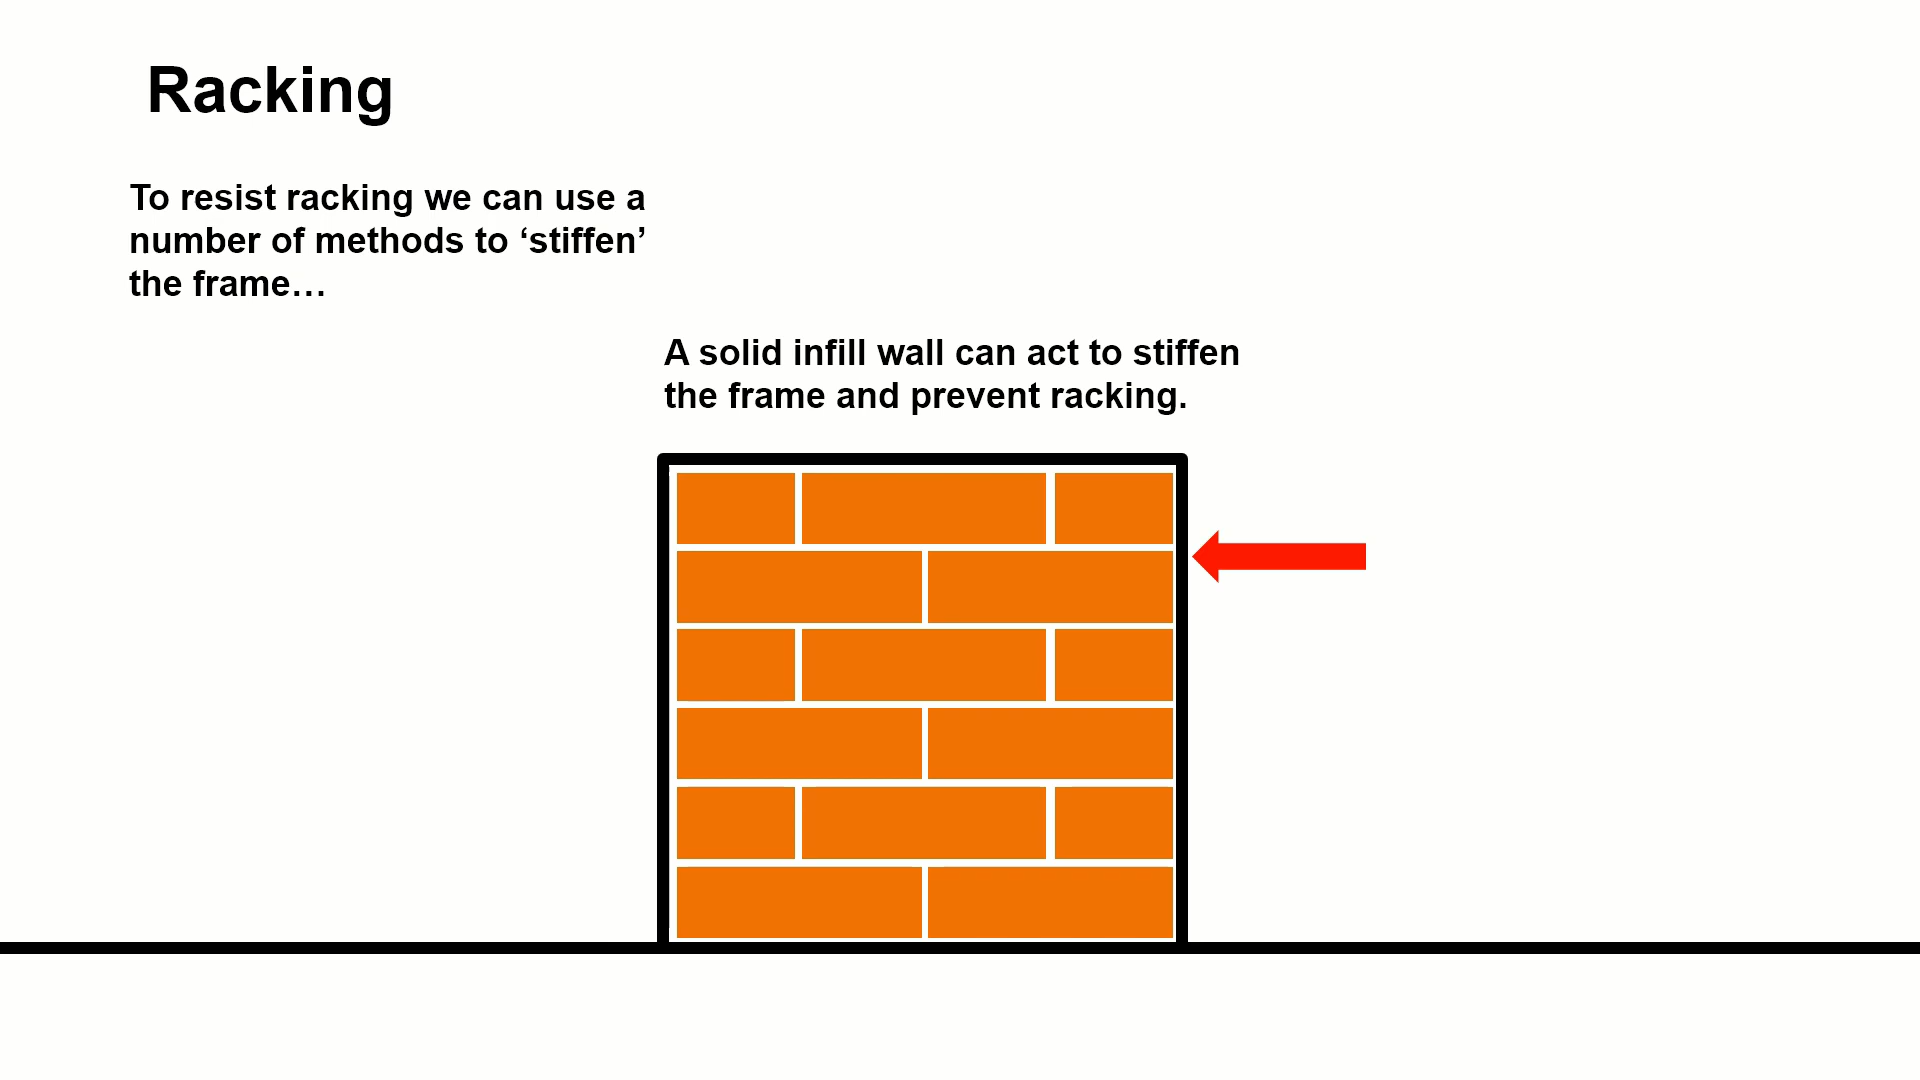 Racking
To resist racking we can use a
number of methods to ‘stiffen’
the frame…
A solid infill wall can act to stiffen
the frame and prevent racking.